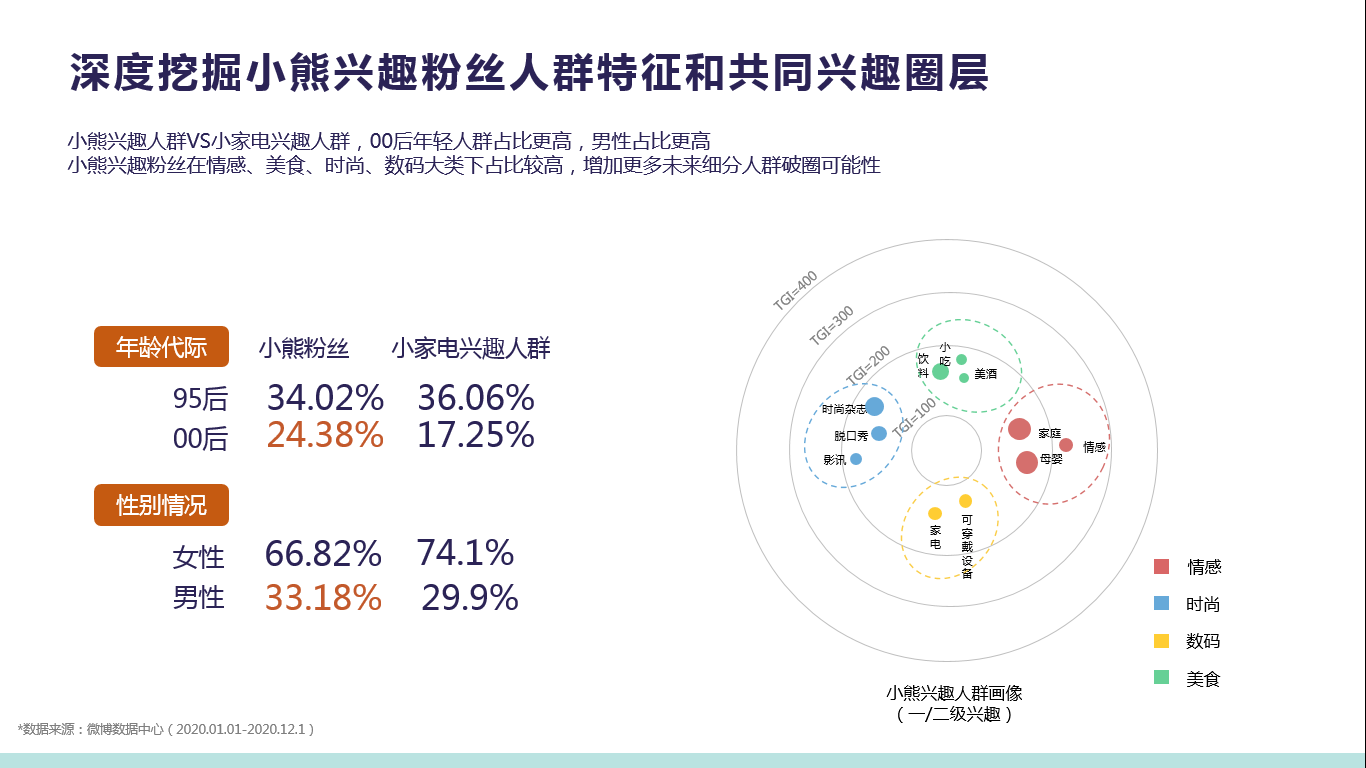 深度挖掘小熊兴趣粉丝人群特征和共同兴趣圈层
小熊兴趣人群VS小家电兴趣人群，00后年轻人群占比更高，男性占比更高
小熊兴趣粉丝在情感、美食、时尚、数码大类下占比较高，增加更多未来细分人群破圈可能性
年龄代际 小熊粉丝 小家电兴趣人群
95后 34.02% 36.06%
00后 24.38% 17.25%
性别情况
女性 66.82% 74.1%
男性 33.18% 29.9%
TGI=400
TGI=300
TGI=200
TGI=100
饮料
小吃
美酒
时尚杂志
脱口秀
影讯
家庭
情感
母婴
家电
可穿戴设备
情感
时尚
数码
美食
小熊兴趣人群画像
（一/二级兴趣）
*数据来源：微博数据中心（2020.01.01-2020.12.1）